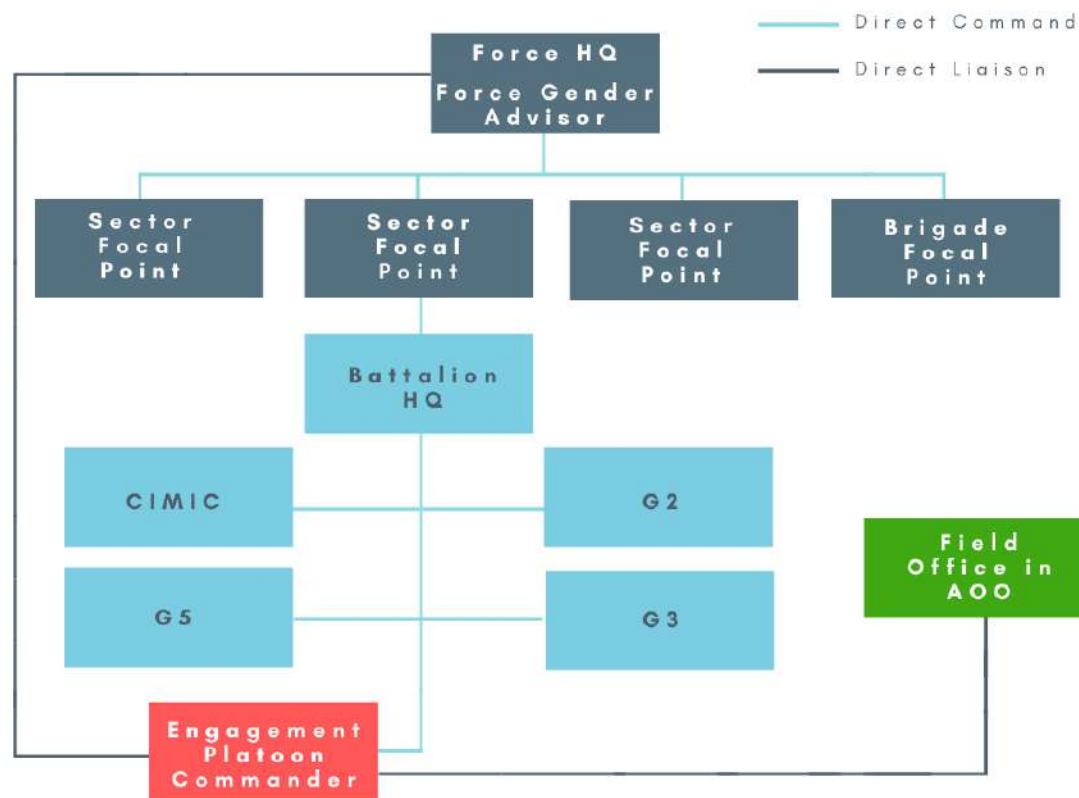 Direct Command
Direct Liaison
Force HQ
Force Gender
Advisor
Sector
Focal
Point
Sector
Focal
Point
Sector
Focal
Point
Brigade
Focal
Point
Battalion
HQ
CIMIC
G2
G5
G3
Field
Office in
AOO
Engagement
Platoon
Commander